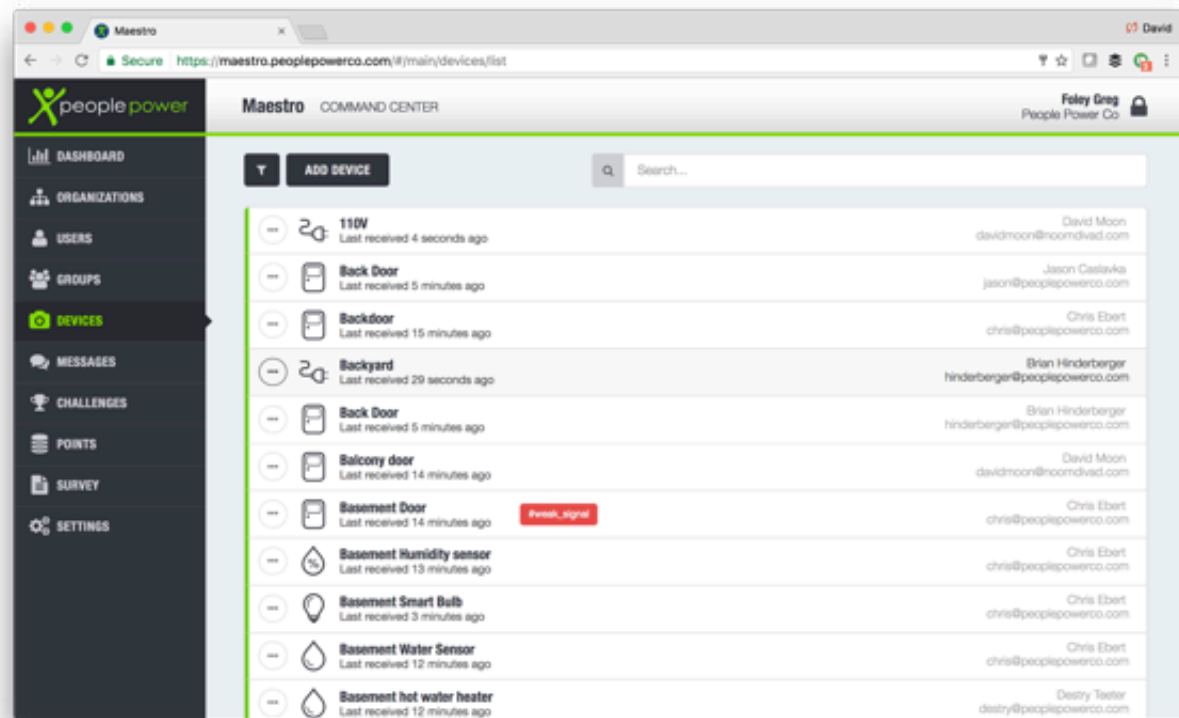 Maestro
David
Secure https://maestro.peoplepowerco.com/#/main/devices/list
peoplepower
Maestro COMMAND CENTER
Foley Greg
People Power Co
DASHBOARD
ORGANIZATIONS
USERS
GROUPS
DEVICES
MESSAGES
CHALLENGES
POINTS
SURVEY
SETTINGS
ADD DEVICE
Search...
110V
Last received 4 seconds ago
David Moon
davidmoon@noomdivad.com
Back Door
Last received 5 minutes ago
Jason Caslavka
jason@peoplepowerco.com
Backdoor
Last received 15 minutes ago
Chris Ebert
chris@peoplepowerco.com
Backyard
Last received 29 seconds ago
Brian Hinderberger
hinderberger@peoplepowerco.com
Back Door
Last received 5 minutes ago
Brian Hinderberger
hinderberger@peoplepowerco.com
Balcony door
Last received 14 minutes ago
David Moon
davidmoon@noomdivad.com
Basement Door
Last received 14 minutes ago
#weak_signal
Chris Ebert
chris@peoplepowerco.com
Basement Humidity sensor
Last received 13 minutes ago
Chris Ebert
chris@peoplepowerco.com
Basement Smart Bulb
Last received 3 minutes ago
Chris Ebert
chris@peoplepowerco.com
Basement Water Sensor
Last received 12 minutes ago
Chris Ebert
chris@peoplepowerco.com
Basement hot water heater
Last received 12 minutes ago
Destry Teeter
destry@peoplepowerco.com